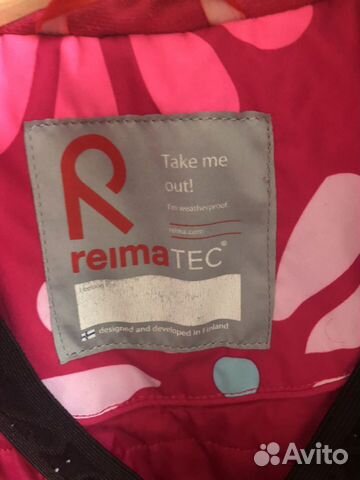 Take me
out!
I'm weatherproof.
reima.com
reimaTEC®
designed and developed in Finland
Avito